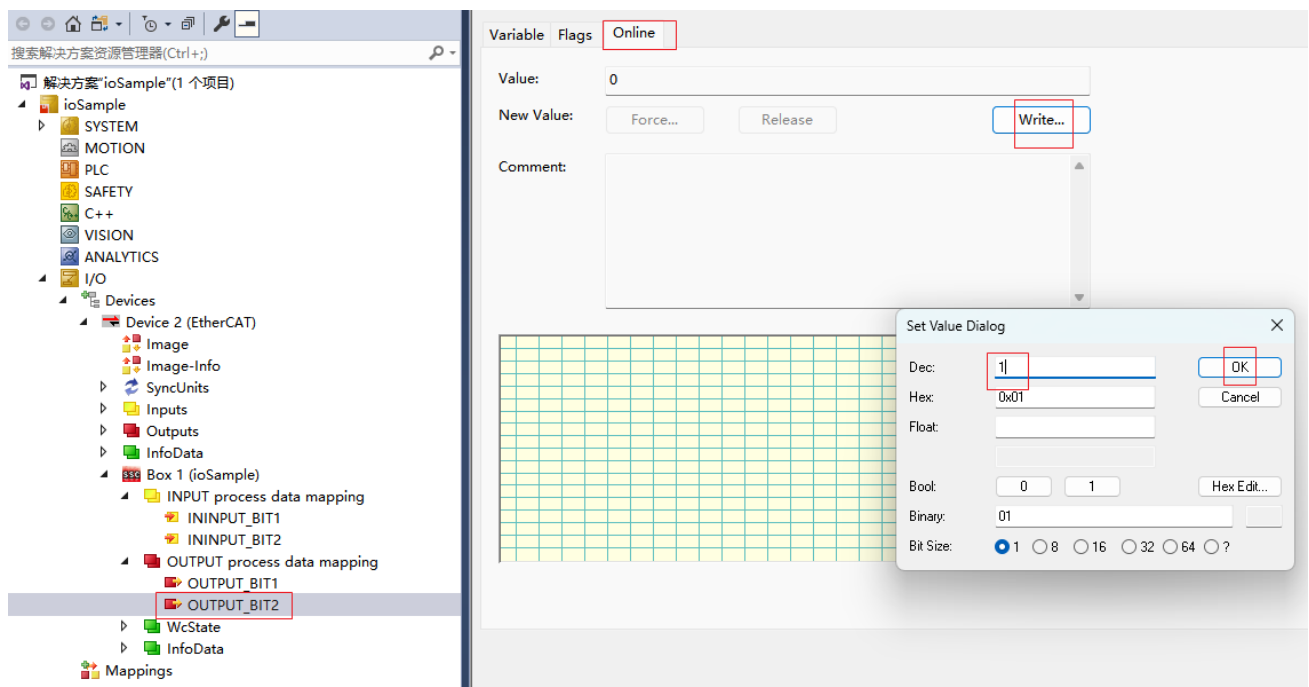 搜索解决方案资源管理器(Ctrl+;)
解决方案"ioSample"(1 个项目)
ioSample
SYSTEM
MOTION
PLC
SAFETY
C++
VISION
ANALYTICS
I/O
Devices
Device 2 (EtherCAT)
Image
Image-Info
SyncUnits
Inputs
Outputs
InfoData
Box 1 (ioSample)
INPUT process data mapping
ININPUT_BIT1
ININPUT_BIT2
OUTPUT process data mapping
OUTPUT_BIT1
OUTPUT_BIT2
WcState
InfoData
Mappings
Variable Flags Online
Value: 0
New Value: Force... Release Write...
Comment:
Set Value Dialog
Dec: 1 OK
Hex: 0x01 Cancel
Float:
Bool: 0 1 Hex Edit...
Binary: 01
Bit Size: 1 8 16 32 64 ?